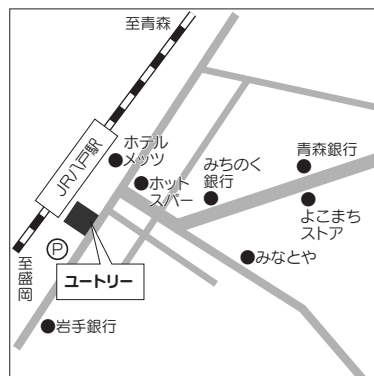 至青森
JR八戸駅
ホテル
メッツ
ホット
スパー
みちのく
銀行
青森銀行
よこまち
ストア
みなとや
P
ユートリー
至盛岡
岩手銀行